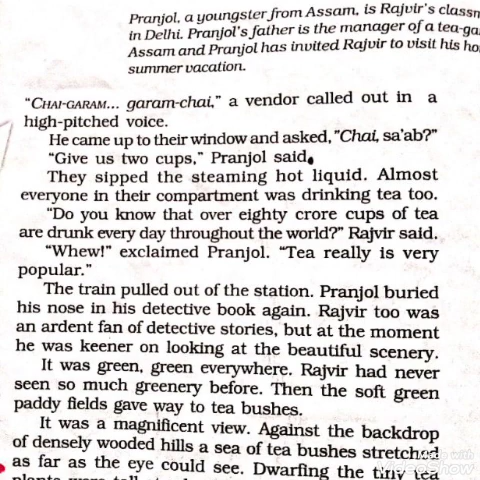 Pranjol, a youngster from Assam, is Rajvir's
in Delhi. Pranjol's father is the manager of a
Assam and Pranjol has invited Rajvir to visit his
summer vacation.
"CHAI-GARAM... garam-chai," a vendor called out in a
high-pitched voice.
He came up to their window and asked, "Chai, sa'ab?"
"Give us two cups," Pranjol said.
They sipped the steaming hot liquid. Almost
everyone in their compartment was drinking tea too.
"Do you know that over eighty crore cups of tea
are drunk every day throughout the world?" Rajvir said.
"Whew!" exclaimed Pranjol. "Tea really is very
popular."
The train pulled out of the station. Pranjol buried
his nose in his detective book again. Rajvir too was
an ardent fan of detective stories, but at the moment
he was keener on looking at the beautiful scenery.
It was green, green everywhere. Rajvir had never
seen so much greenery before. Then the soft green
paddy fields gave way to tea bushes.
It was a magnificent view. Against the backdrop
of densely wooded hills a sea of tea bushes stretched
as far as the eye could see. Dwarfing the tiny tea